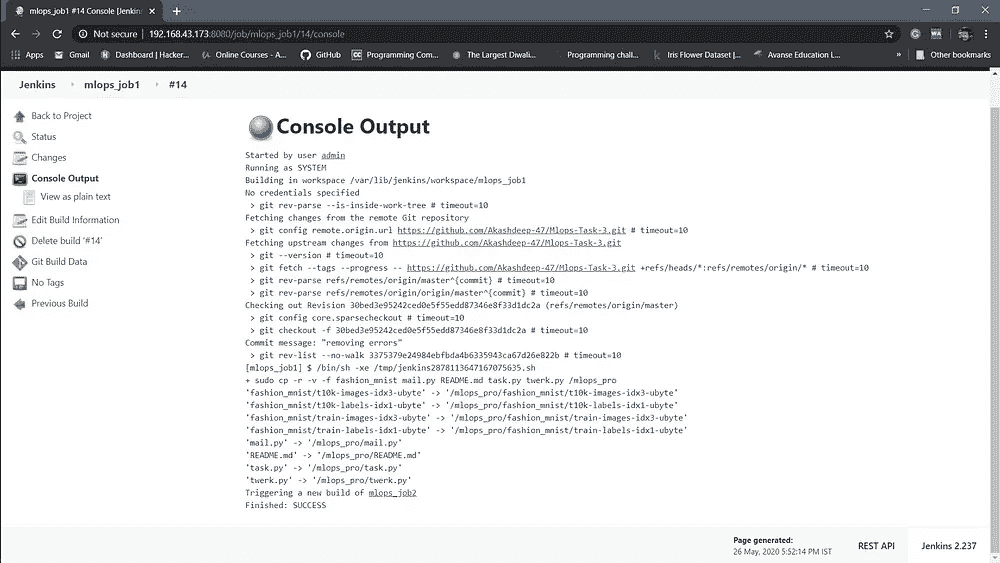 mlops_job1 #14 Console [Jenkins
Not secure | 192.168.43.173:8080/job/mlops_job1/14/console
Apps Gmail Dashboard | Hacker... Online Courses - A... GitHub Programming Com... The Largest Diwali... Programming chall... Iris Flower Dataset |... Avanse Education L... » Other bookmarks
Jenkins mlops_job1 #14
Back to Project
Status
Changes
Console Output
View as plain text
Edit Build Information
Delete build '#14'
Git Build Data
No Tags
Previous Build
Console Output
Started by user admin
Running as SYSTEM
Building in workspace /var/lib/jenkins/workspace/mlops_job1
No credentials specified
> git rev-parse --is-inside-work-tree # timeout=10
Fetching changes from the remote Git repository
> git config remote.origin.url https://github.com/Akashdeep-47/Mlops-Task-3.git # timeout=10
Fetching upstream changes from https://github.com/Akashdeep-47/Mlops-Task-3.git
> git --version # timeout=10
> git fetch --tags --progress -- https://github.com/Akashdeep-47/Mlops-Task-3.git +refs/heads/*:refs/remotes/origin/* # timeout=10
> git rev-parse refs/remotes/origin/master^{commit} # timeout=10
> git rev-parse refs/remotes/origin/origin/master^{commit} # timeout=10
Checking out Revision 30bed3e95242ced0e5f55edd87346e8f33d1dc2a (refs/remotes/origin/master)
> git config core.sparsecheckout # timeout=10
> git checkout -f 30bed3e95242ced0e5f55edd87346e8f33d1dc2a # timeout=10
Commit message: "removing errors"
> git rev-list --no-walk 3375379e24984ebfbda4b6335943ca67d26e822b # timeout=10
[mlops_job1] $ /bin/sh -xe /tmp/jenkins2878113647167075635.sh
+ sudo cp -r -v -f fashion_mnist mail.py README.md task.py twerk.py /mlops_pro
'fashion_mnist/t10k-images-idx3-ubyte' -> '/mlops_pro/fashion_mnist/t10k-images-idx3-ubyte'
'fashion_mnist/t10k-labels-idx1-ubyte' -> '/mlops_pro/fashion_mnist/t10k-labels-idx1-ubyte'
'fashion_mnist/train-images-idx3-ubyte' -> '/mlops_pro/fashion_mnist/train-images-idx3-ubyte'
'fashion_mnist/train-labels-idx1-ubyte' -> '/mlops_pro/fashion_mnist/train-labels-idx1-ubyte'
'mail.py' -> '/mlops_pro/mail.py'
'README.md' -> '/mlops_pro/README.md'
'task.py' -> '/mlops_pro/task.py'
'twerk.py' -> '/mlops_pro/twerk.py'
Triggering a new build of mlops_job2
Finished: SUCCESS
Page generated:
26 May, 2020 5:52:14 PM IST
REST API
Jenkins 2.237